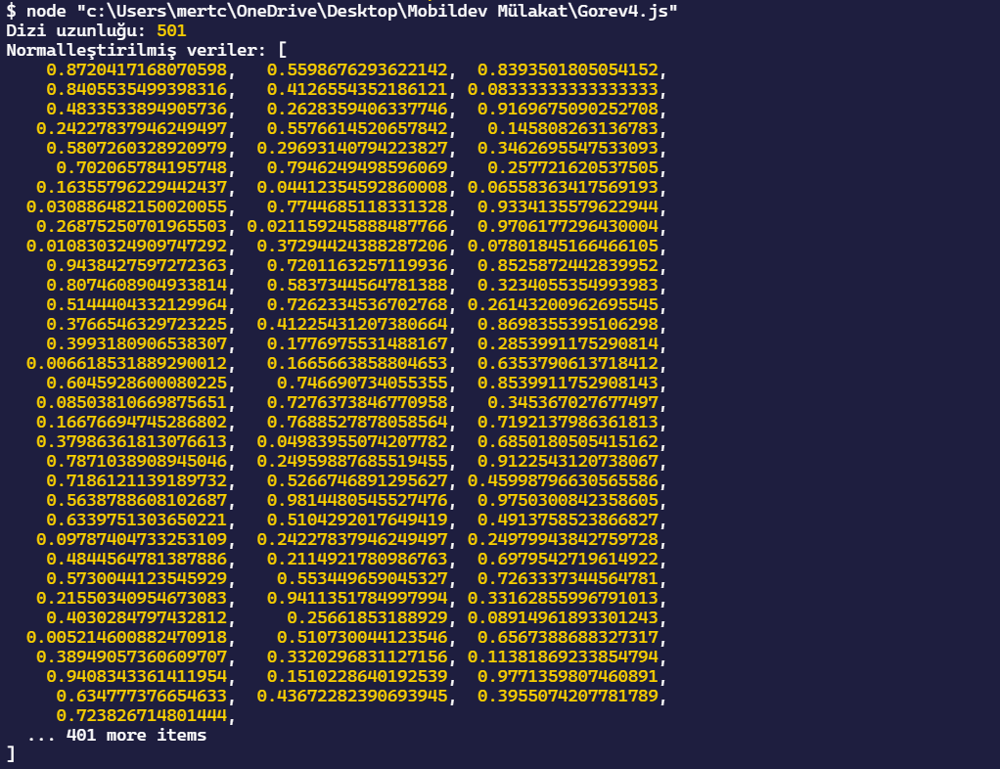 $ node "c:\Users\mertc\OneDrive\Desktop\Mobildev Mülakat\Gorev4.js"
Dizi uzunluğu: 501
Normalleştirilmiş veriler: [
0.8720417168070598, 0.5598676293622142, 0.8393501805054152,
0.8405535499398316, 0.41265544352186121, 0.08333333333333333,
0.4833533894905736, 0.2628359406337746, 0.9169675090252708,
0.24227837946249497, 0.5576614520657842, 0.145808263136783,
0.5807260328920979, 0.29693140794223827, 0.3462695547533093,
0.702065784195748, 0.7946249498596069, 0.257721620537505,
0.16355796229442437, 0.04412354592860008, 0.06558363417569193,
0.030886482150020055, 0.7744685118331328, 0.9334135579622944,
0.26875250701965503, 0.021159245888487766, 0.9706177296430004,
0.010830324909747292, 0.37294424388287206, 0.07801845166466105,
0.9438427597272363, 0.7201163257119936, 0.8525872442839952,
0.8074608904933814, 0.5837344564781388, 0.3234055354993983,
0.5144404332129964, 0.7262334536702768, 0.26143200962695545,
0.3766546329723225, 0.41225431207380664, 0.8698355395106298,
0.3993180906538307, 0.1776975531488167, 0.2853991175290814,
0.006618531889290012, 0.1665663858804653, 0.6353790613718412,
0.6045928600080225, 0.746690734055355, 0.8539911752908143,
0.08503810669875651, 0.7276373846770958, 0.345367027677497,
0.16676694745286802, 0.7688527878058564, 0.7192137986361813,
0.37986361813076613, 0.04983955074207782, 0.6850180505415162,
0.7871038908945046, 0.24959887685519455, 0.9122543120738067,
0.7186121139189732, 0.5266746891295627, 0.45998796630565586,
0.5638788608102687, 0.9814480545527476, 0.9750300842358605,
0.6339751303650221, 0.5104292017649419, 0.4913758523866827,
0.09787404733253109, 0.24227837946249497, 0.24979943842759728,
0.4844564781387886, 0.2114921780986763, 0.6979542719614922,
0.5730044123545929, 0.553449659045327, 0.7263337344564781,
0.21550340954673083, 0.9411351784997994, 0.33162855996791013,
0.4030284797432812, 0.25661853188929, 0.08914961893301243,
0.005214600882470918, 0.510730044123546, 0.6567388688327317,
0.38949057360609707, 0.3320296831127156, 0.11381869233854794,
0.9408343361411954, 0.1510228640192539, 0.9771359807460891,
0.634777376654633, 0.43672282390693945, 0.3955074207781789,
0.723826714801444,
... 401 more items
]